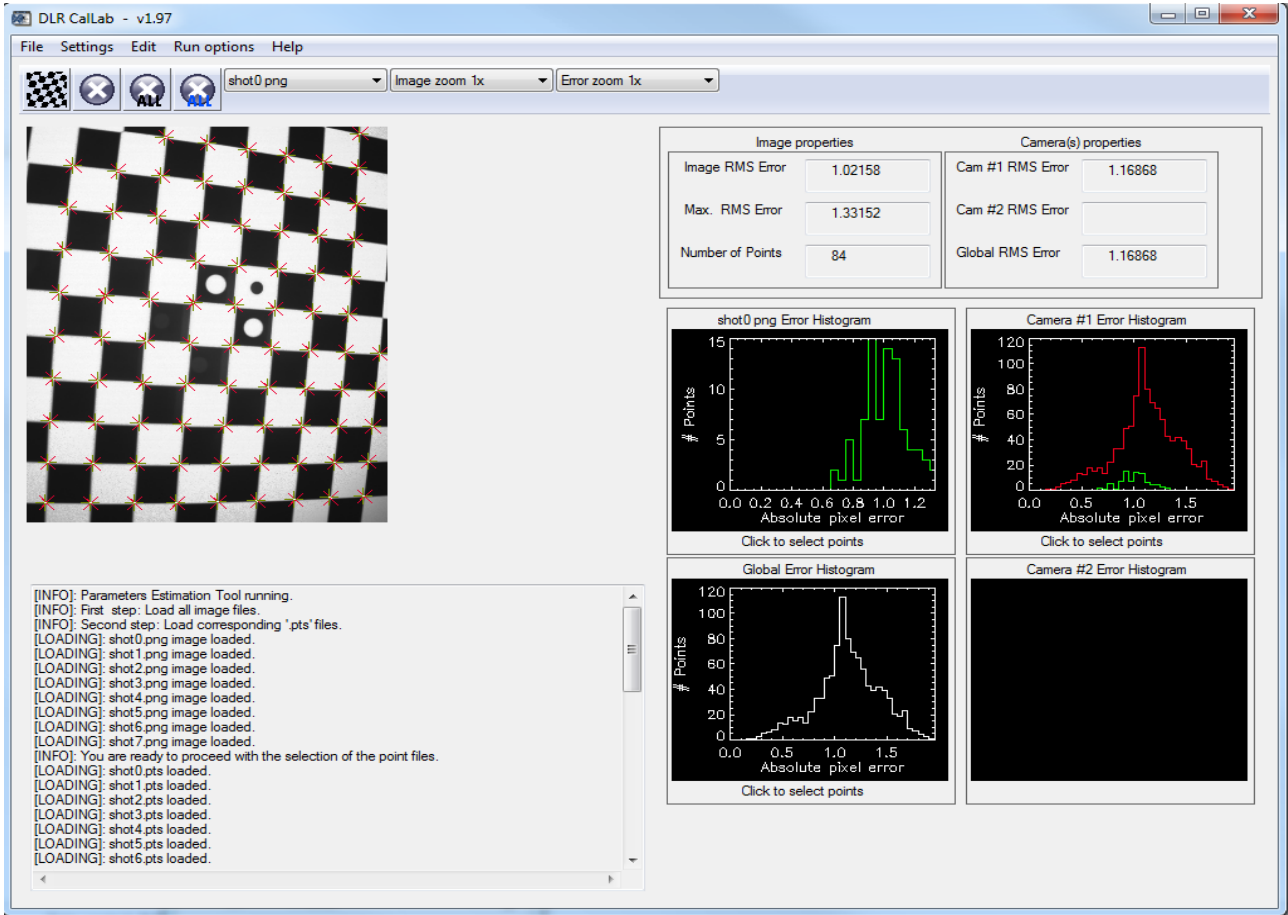 DLR CalLab - v1.97
File Settings Edit Run options Help
ALL ALL shot0 png Image zoom 1x Error zoom 1x
Image properties
Image RMS Error 1.02158
Max. RMS Error 1.33152
Number of Points 84
Camera(s) properties
Cam #1 RMS Error 1.16868
Cam #2 RMS Error
Global RMS Error 1.16868
shot0 png Error Histogram
15
10
5
0
# Points
0.0 0.2 0.4 0.6 0.8 1.0 1.2
Absolute pixel error
Click to select points
Camera #1 Error Histogram
120
100
80
60
40
20
0
# Points
0.0 0.5 1.0 1.5
Absolute pixel error
Click to select points
Global Error Histogram
120
100
80
60
40
20
0
# Points
0.0 0.5 1.0 1.5
Absolute pixel error
Click to select points
Camera #2 Error Histogram
[INFO]: Parameters Estimation Tool running.
[INFO]: First step: Load all image files.
[INFO]: Second step: Load corresponding '.pts' files.
[LOADING]: shot0.png image loaded.
[LOADING]: shot1.png image loaded.
[LOADING]: shot2.png image loaded.
[LOADING]: shot3.png image loaded.
[LOADING]: shot4.png image loaded.
[LOADING]: shot5.png image loaded.
[LOADING]: shot6.png image loaded.
[LOADING]: shot7.png image loaded.
[INFO]: You are ready to proceed with the selection of the point files.
[LOADING]: shot0.pts loaded.
[LOADING]: shot1.pts loaded.
[LOADING]: shot2.pts loaded.
[LOADING]: shot3.pts loaded.
[LOADING]: shot4.pts loaded.
[LOADING]: shot5.pts loaded.
[LOADING]: shot6.pts loaded.